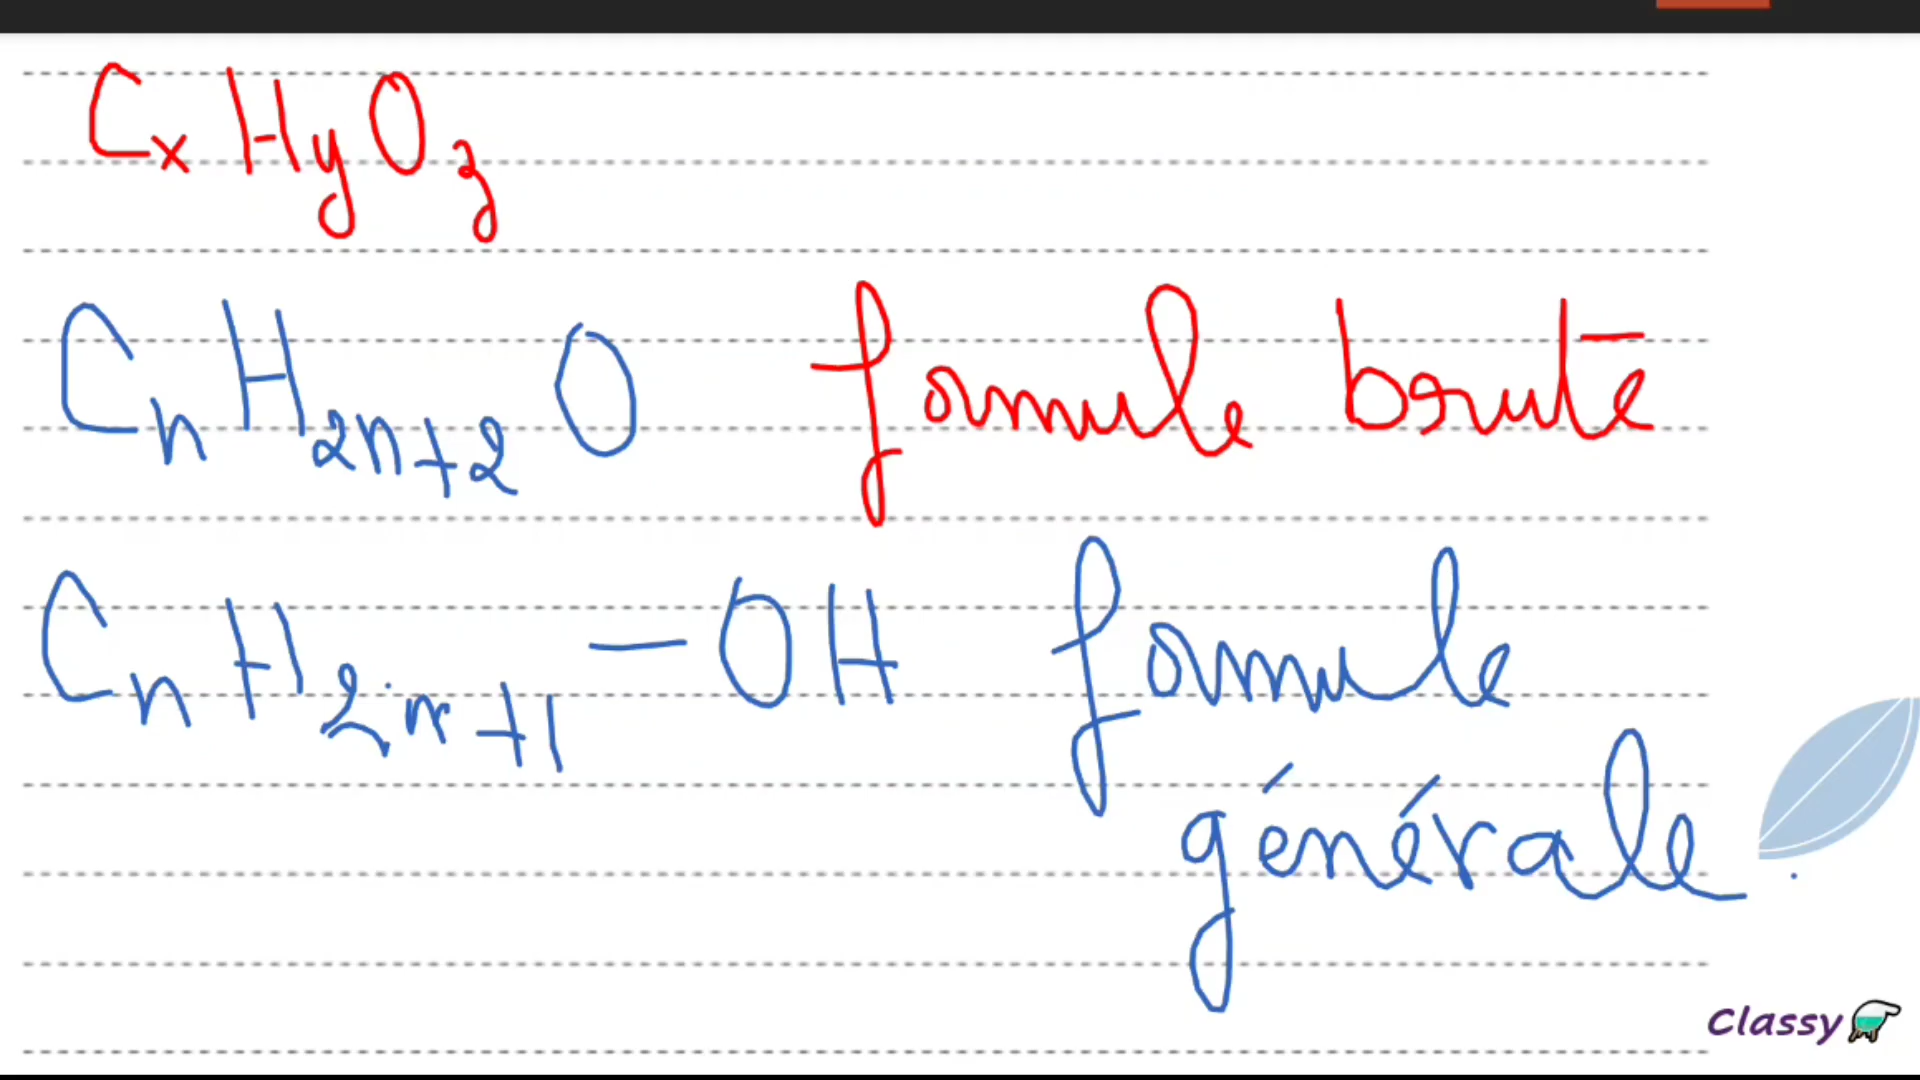 CxHyOz
CnH2n+2O formule brute
CnH2n+1-OH formule
générale
Classy